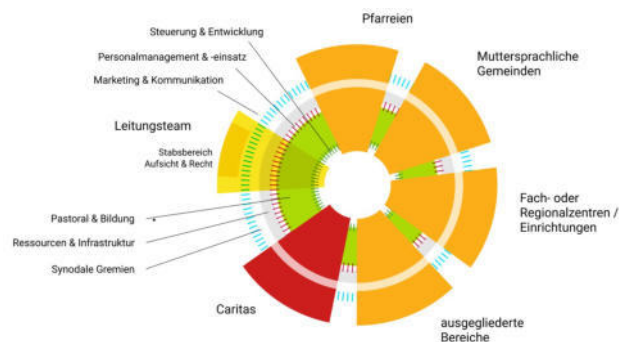 Pfarreien
Steuerung & Entwicklung
Personalmanagement & -einsatz
Marketing & Kommunikation
Muttersprachliche
Gemeinden
Leitungsteam
Stabsbereich
Aufsicht & Recht
Pastoral & Bildung
Ressourcen & Infrastruktur
Synodale Gremien
Fach- oder
Regionalzentren /
Einrichtungen
Caritas
ausgegliederte
Bereiche